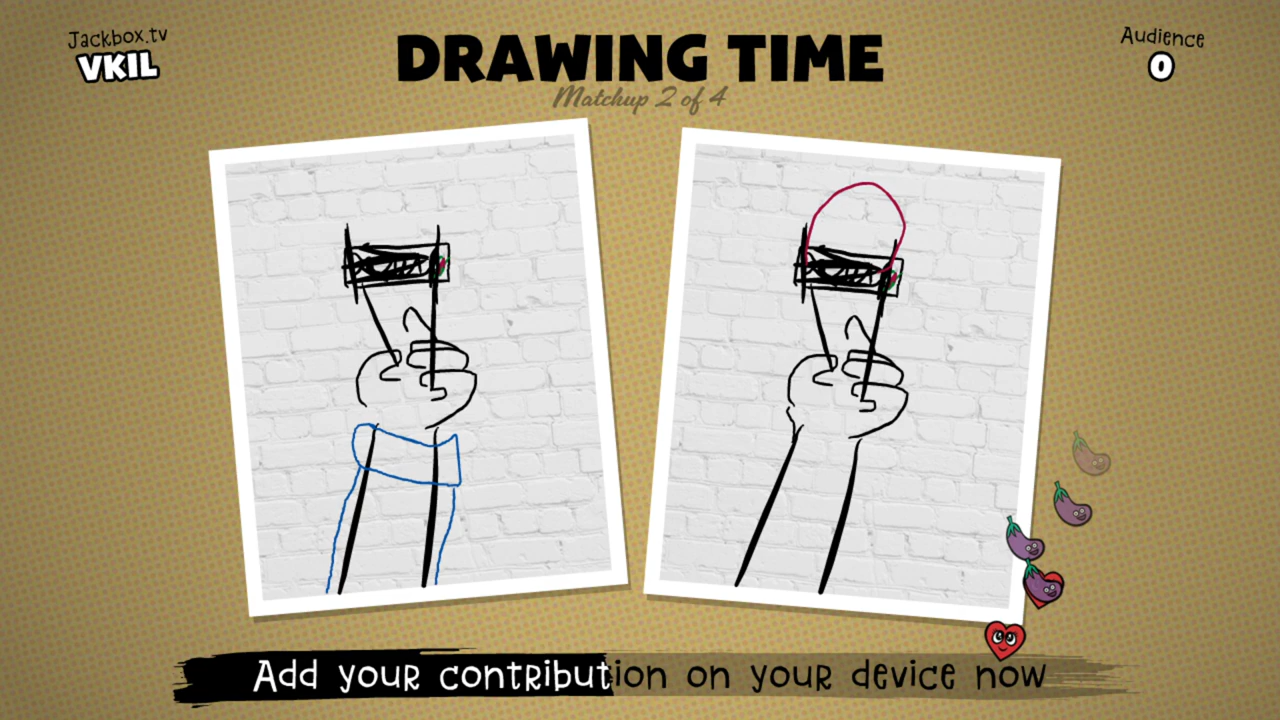 Jackbox.tv
VKIL
DRAWING TIME
Matchup 2 of 4
Audience
0
Add your contribution on your device now